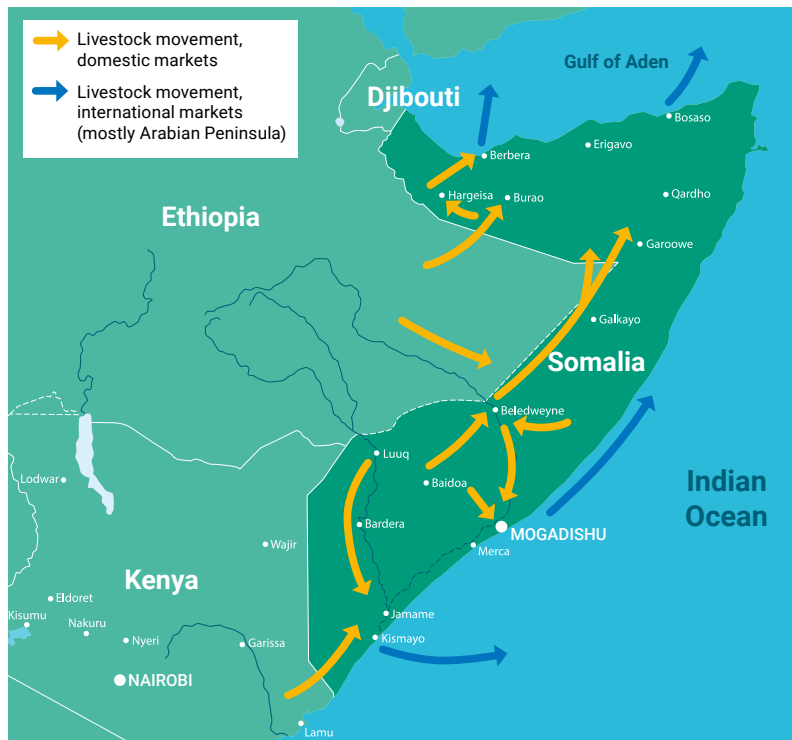 Livestock movement,
domestic markets
Livestock movement,
international markets
(mostly Arabian Peninsula)
Gulf of Aden
Djibouti
Bosaso
Berbera
Erigavo
Hargeisa
Burao
Qardho
Ethiopia
Garoowe
Galkayo
Somalia
Beledweyne
Luuq
Lodwar
Baidoa
Indian
Ocean
Bardera
MOGADISHU
Wajir
Merca
Kenya
Eldoret
Kisumu
Jamame
Nakuru
Nyeri
Garissa
Kismayo
NAIROBI
Lamu